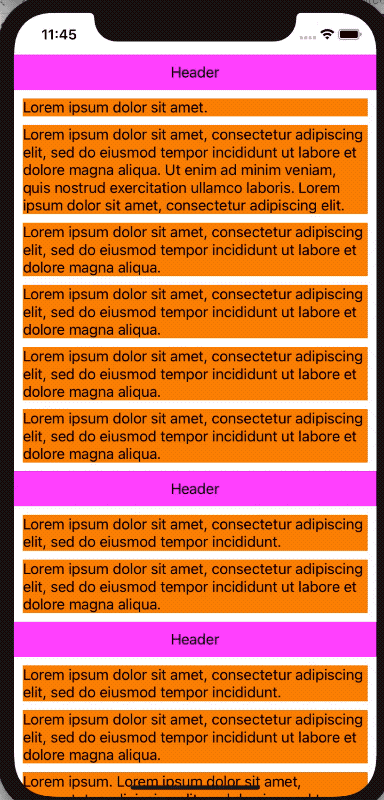 11:45
Header
Lorem ipsum dolor sit amet.
Lorem ipsum dolor sit amet, consectetur adipiscing
elit, sed do eiusmod tempor incididunt ut labore et
dolore magna aliqua. Ut enim ad minim veniam,
quis nostrud exercitation ullamco laboris. Lorem
ipsum dolor sit amet, consectetur adipiscing elit.
Lorem ipsum dolor sit amet, consectetur adipiscing
elit, sed do eiusmod tempor incididunt ut labore et
dolore magna aliqua.
Lorem ipsum dolor sit amet, consectetur adipiscing
elit, sed do eiusmod tempor incididunt ut labore et
dolore magna aliqua.
Lorem ipsum dolor sit amet, consectetur adipiscing
elit, sed do eiusmod tempor incididunt ut labore et
dolore magna aliqua.
Lorem ipsum dolor sit amet, consectetur adipiscing
elit, sed do eiusmod tempor incididunt ut labore et
dolore magna aliqua.
Header
Lorem ipsum dolor sit amet, consectetur adipiscing
elit, sed do eiusmod tempor incididunt.
Lorem ipsum dolor sit amet, consectetur adipiscing
elit, sed do eiusmod tempor incididunt ut labore et
dolore magna aliqua.
Header
Lorem ipsum dolor sit amet, consectetur adipiscing
elit, sed do eiusmod tempor incididunt.
Lorem ipsum dolor sit amet, consectetur adipiscing
elit, sed do eiusmod tempor incididunt ut labore et
dolore magna aliqua.
Lorem ipsum. Lorem ipsum dolor sit amet,